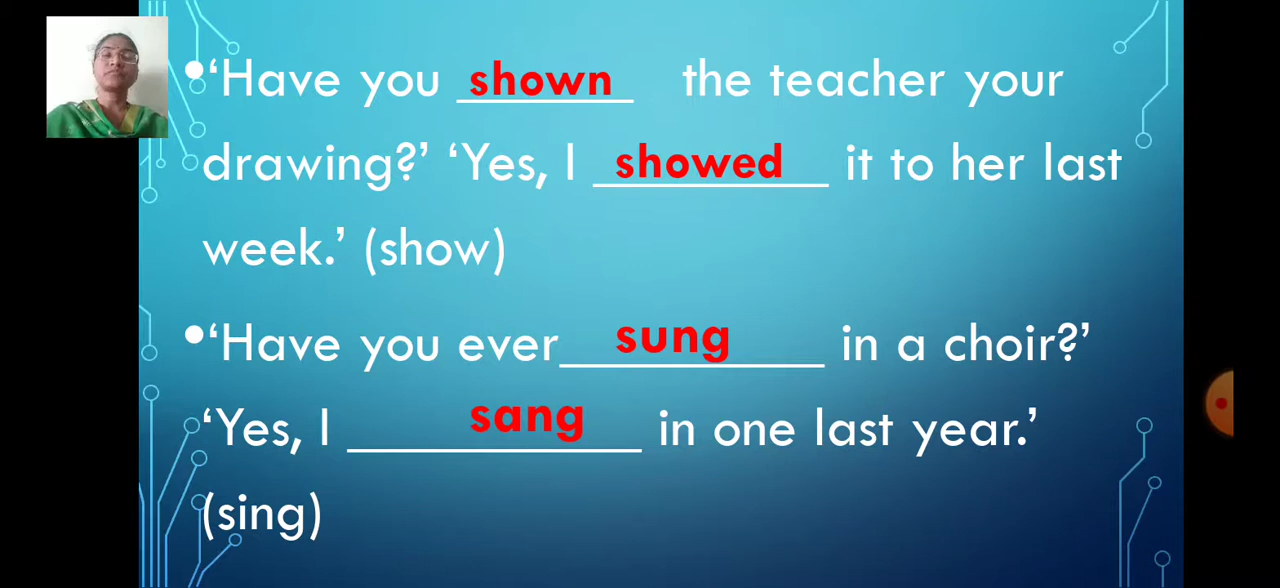 •‘Have you shown the teacher your
drawing?’ ‘Yes, I showed it to her last
week.’ (show)
•‘Have you ever sung in a choir?’
‘Yes, I sang in one last year.’
(sing)